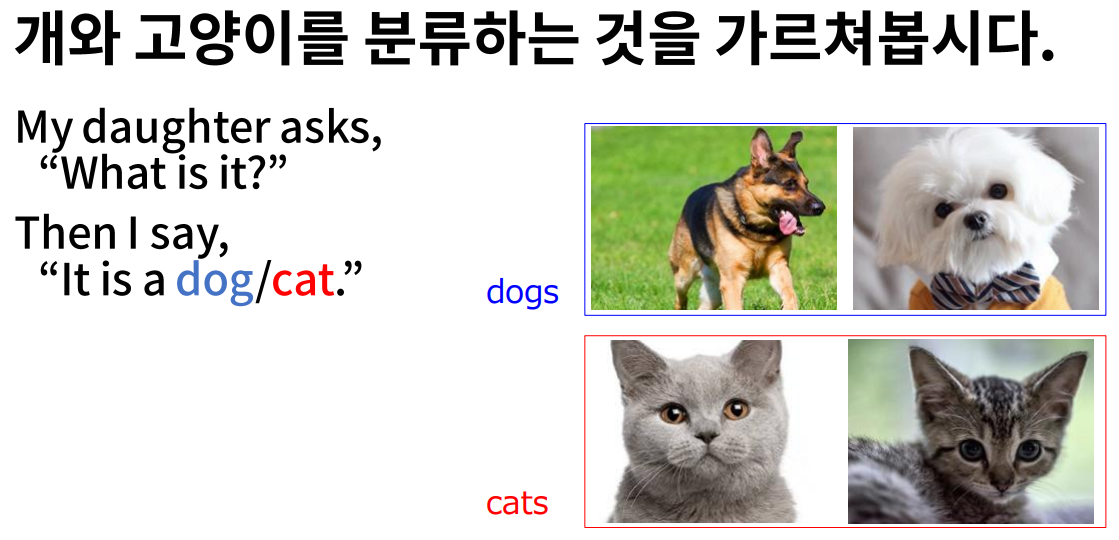 개와 고양이를 분류하는 것을 가르쳐봅시다.
My daughter asks,
“What is it?”
Then I say,
“It is a dog/cat.”
dogs
cats